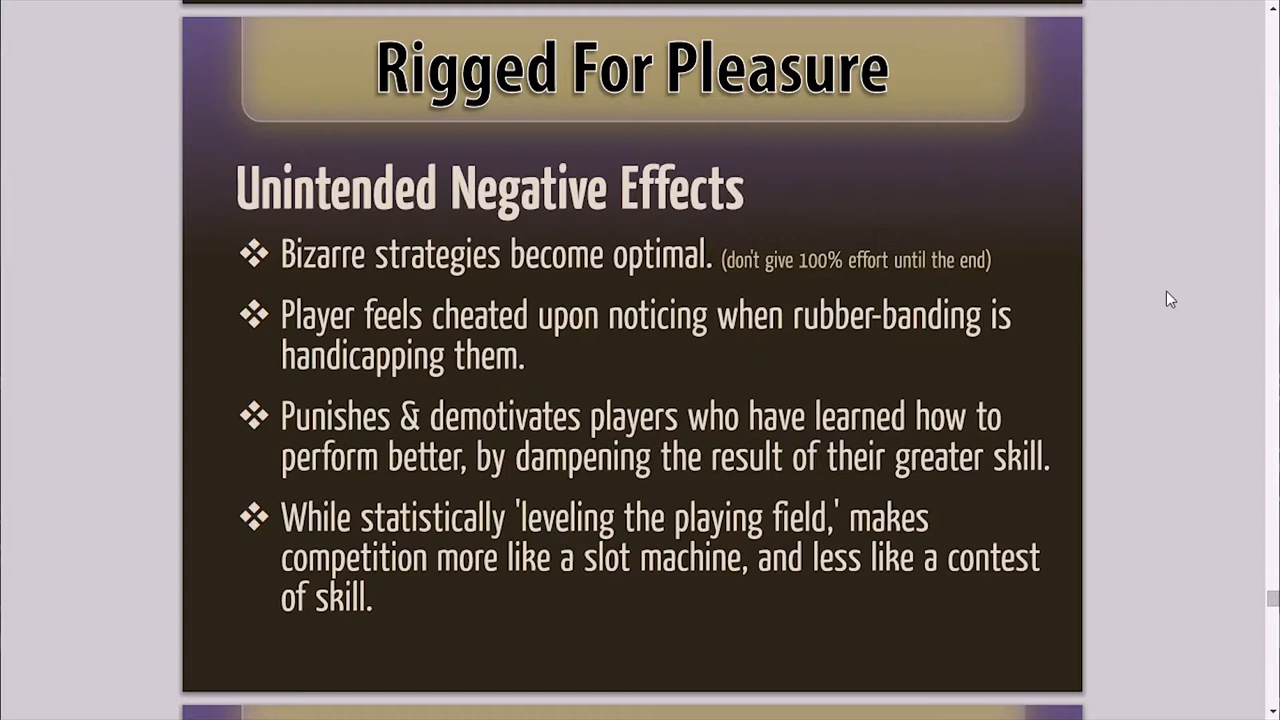 Rigged For Pleasure
Unintended Negative Effects
❖ Bizarre strategies become optimal. (don't give 100% effort until the end)
❖ Player feels cheated upon noticing when rubber-banding is
handicapping them.
❖ Punishes & demotivates players who have learned how to
perform better, by dampening the result of their greater skill.
❖ While statistically 'leveling the playing field,' makes
competition more like a slot machine, and less like a contest
of skill.